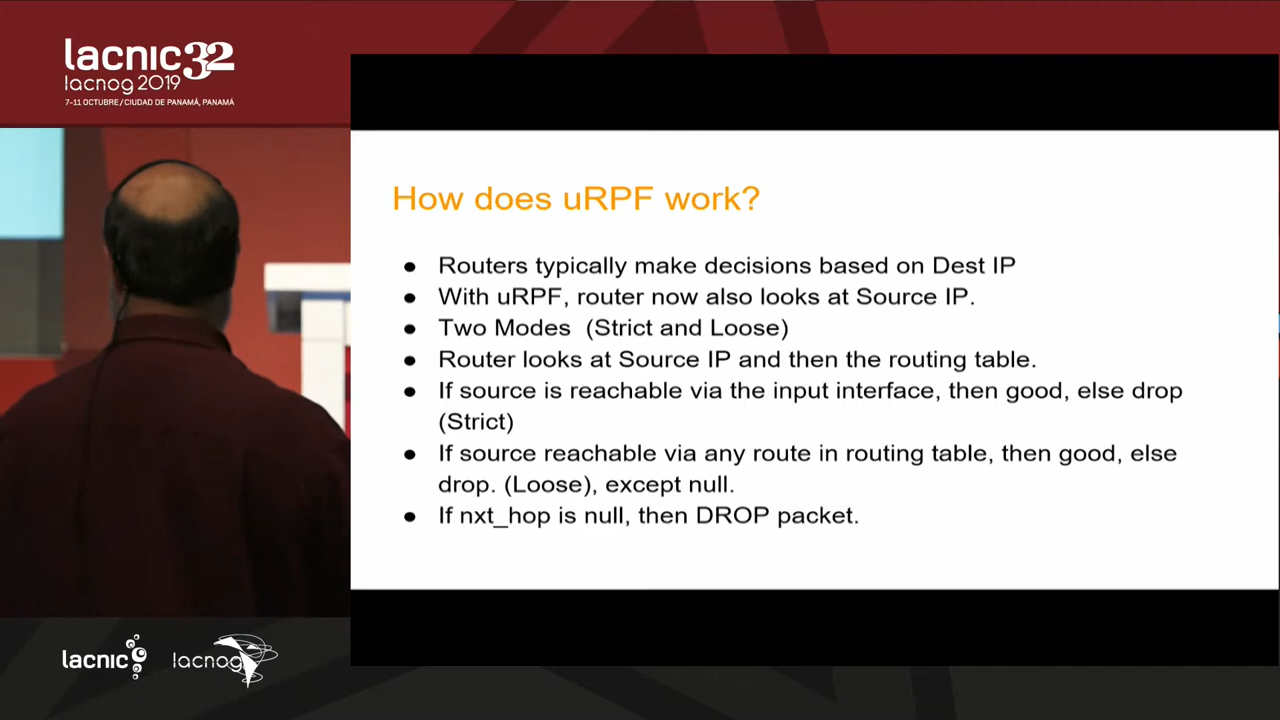 lacnic32
lacnog 2019
7-11 OCTUBRE / CIUDAD DE PANAMÁ, PANAMÁ
How does uRPF work?
● Routers typically make decisions based on Dest IP
● With uRPF, router now also looks at Source IP.
● Two Modes (Strict and Loose)
● Router looks at Source IP and then the routing table.
● If source is reachable via the input interface, then good, else drop
(Strict)
● If source reachable via any route in routing table, then good, else
drop. (Loose), except null.
● If nxt_hop is null, then DROP packet.
lacnic
lacnog